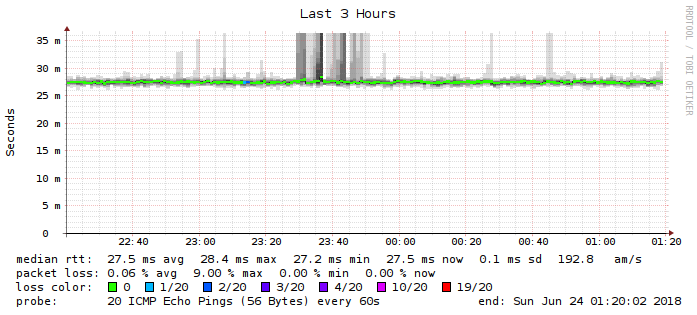 Last 3 Hours
RRDTOOL / TOBI OETIKER
Seconds
35 m
30 m
25 m
20 m
15 m
10 m
5 m
0
22:40 23:00 23:20 23:40 00:00 00:20 00:40 01:00 01:20
median rtt: 27.5 ms avg 28.4 ms max 27.2 ms min 27.5 ms now 0.1 ms sd 192.8 am/s
packet loss: 0.06 % avg 9.00 % max 0.00 % min 0.00 % now
loss color: 0 1/20 2/20 3/20 4/20 10/20 19/20
probe: 20 ICMP Echo Pings (56 Bytes) every 60s end: Sun Jun 24 01:20:02 2018